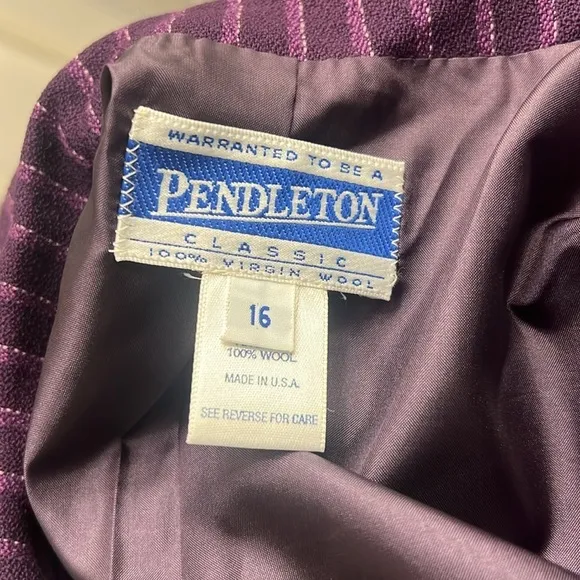 WARRANTED TO BE A
PENDLETON
CLASSIC
100% VIRGIN WOOL
16
100% WOOL
MADE IN U.S.A.
SEE REVERSE FOR CARE